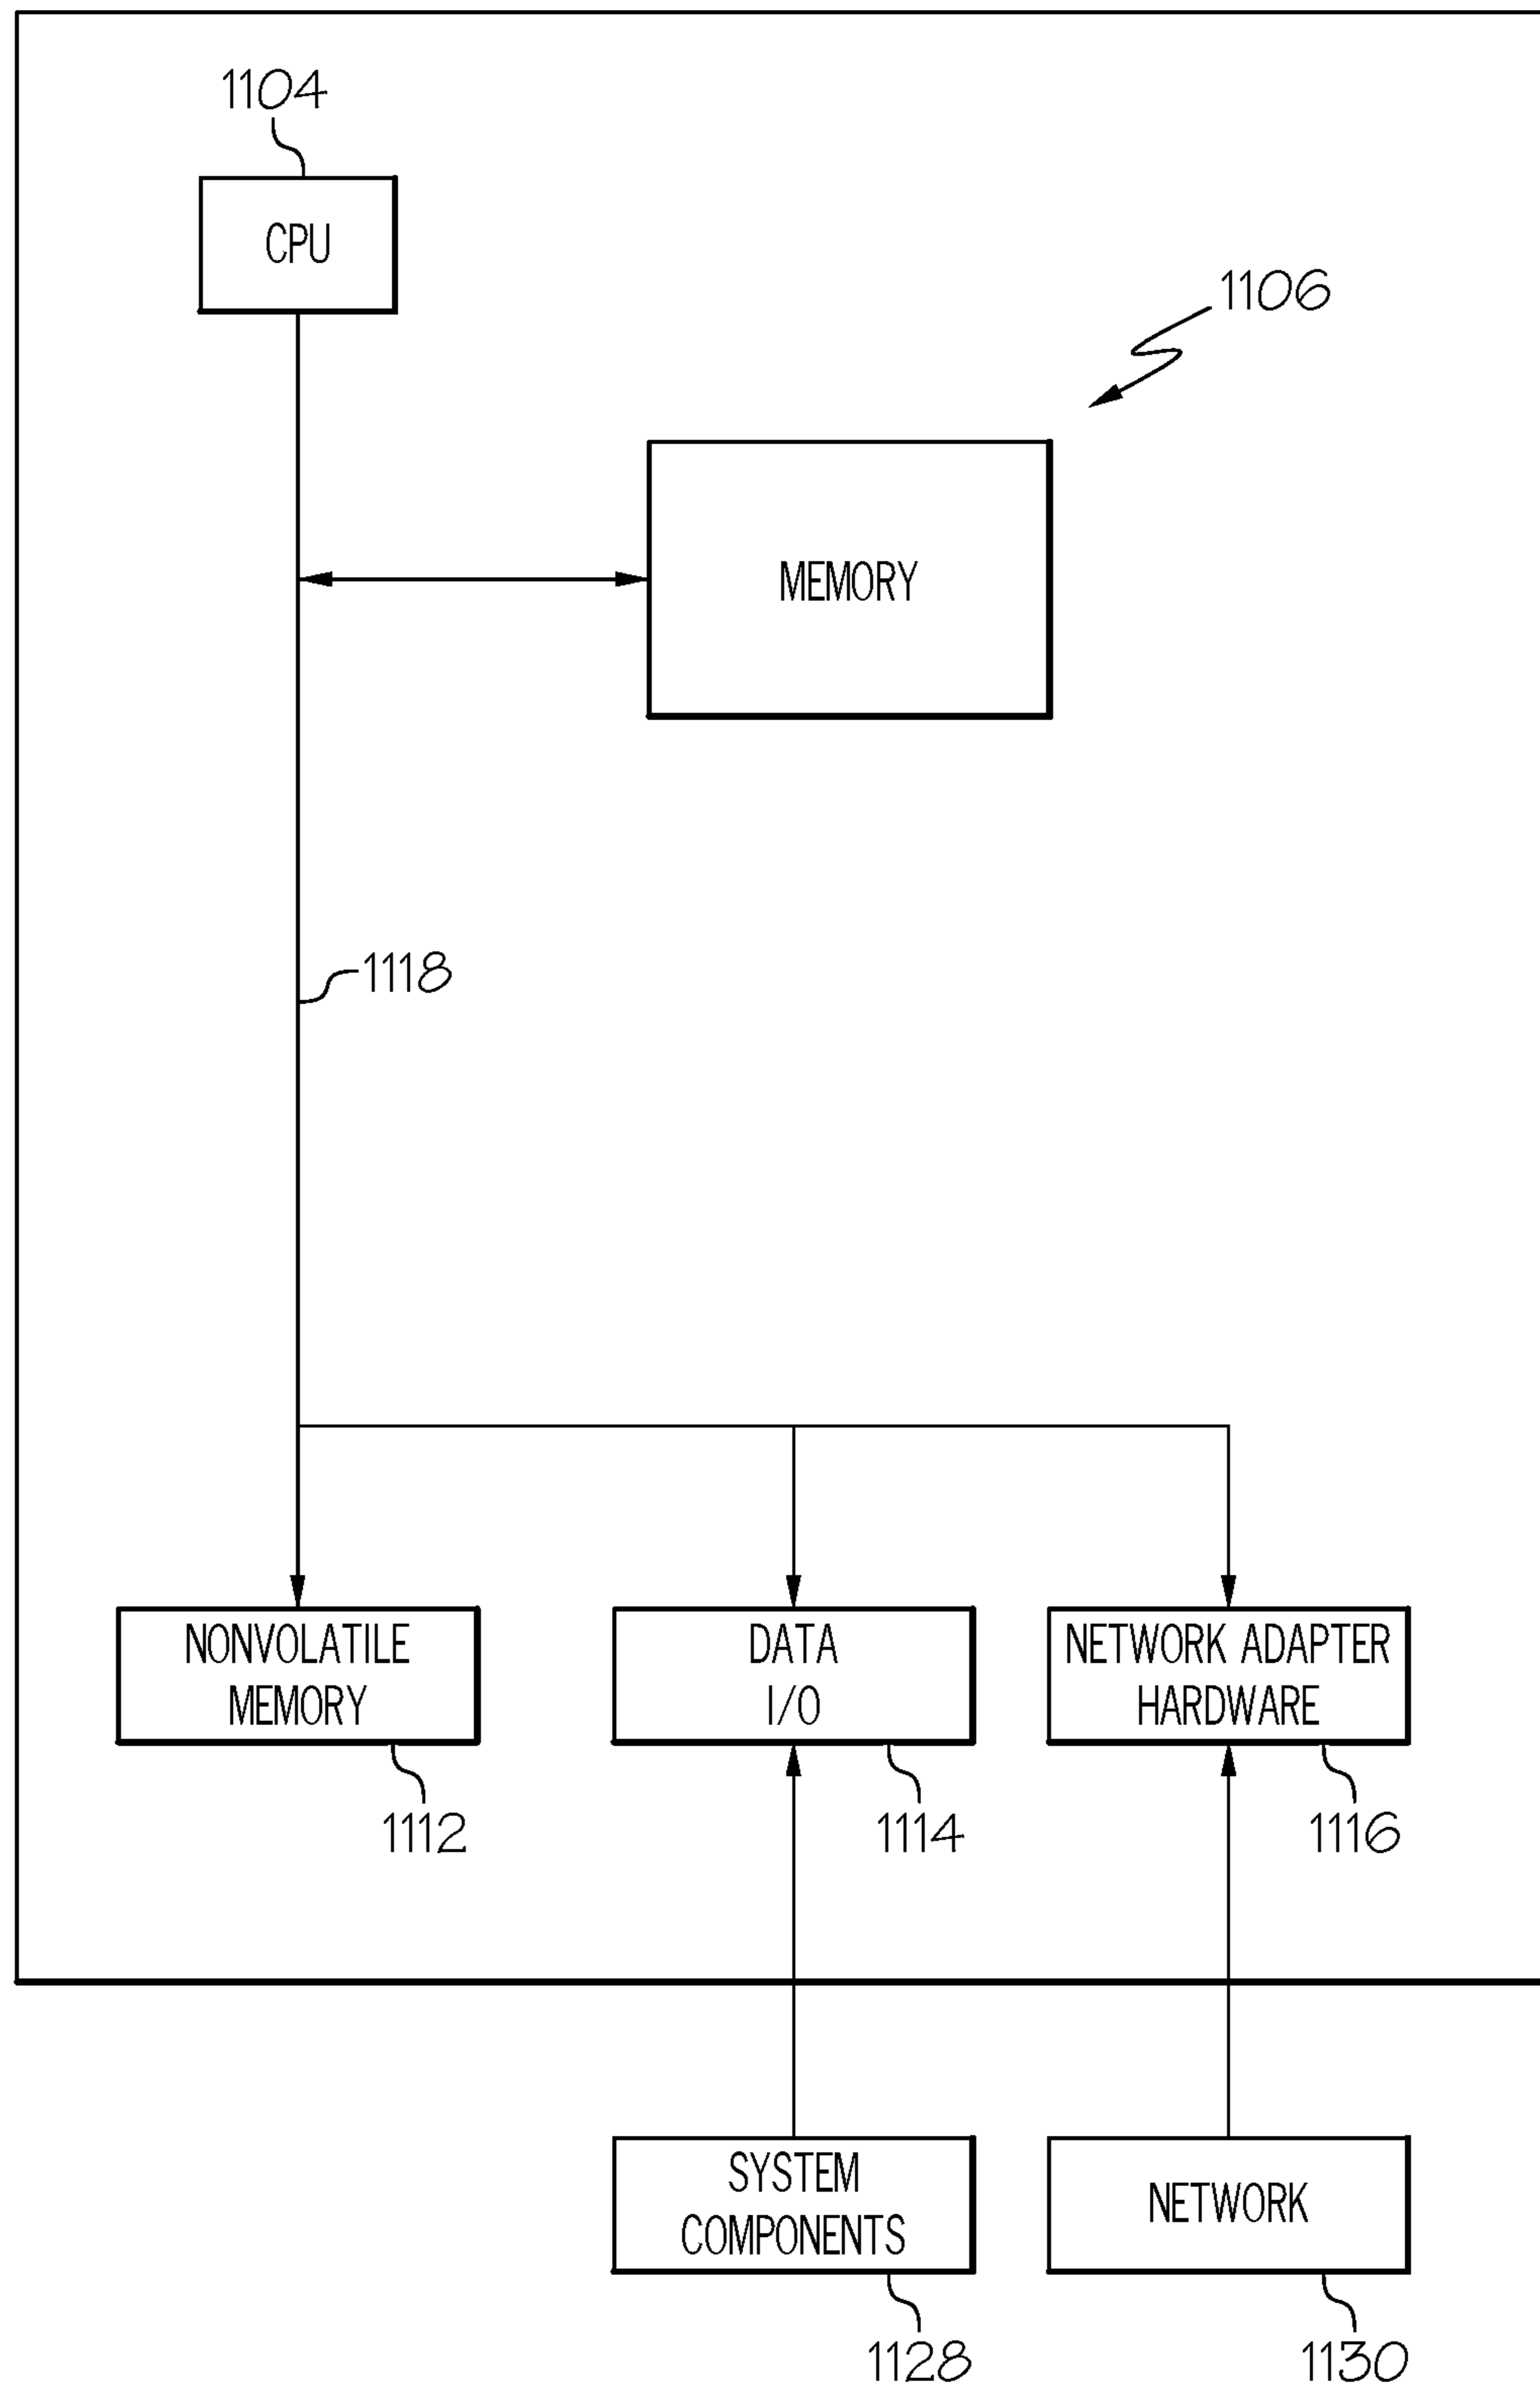 1104
CPU
1106
MEMORY
1118
NONVOLATILE
MEMORY
DATA
I/O
NETWORK ADAPTER
HARDWARE
1112
1114
1116
SYSTEM
COMPONENTS
NETWORK
1128
1130